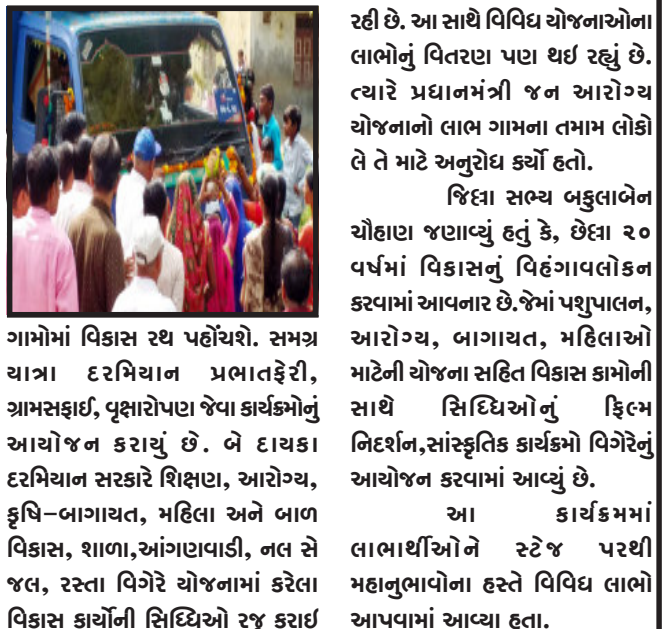 ગામોમાં વિકાસ રથ પહોંચશે. સમગ્ર
યાત્રા દરમિયાન પ્રભાતફેરી,
ગ્રામસફાઈ, વૃક્ષારોપણ જેવા કાર્યક્રમોનું
આયોજન કરાયું છે. બે દાયકા
દરમિયાન સરકારે શિક્ષણ, આરોગ્ય,
કૃષિ–બાગાયત, મહિલા અને બાળ
વિકાસ, શાળા,આંગણવાડી, નલ સે
જલ, રસ્તા વિગેરે યોજનામાં કરેલા
વિકાસ કાર્યોની સિધ્ધિઓ રજૂ કરાઇ
રહી છે. આ સાથે વિવિધ યોજનાઓના
લાભોનું વિતરણ પણ થઇ રહ્યું છે.
ત્યારે પ્રધાનમંત્રી જન આરોગ્ય
યોજનાનો લાભ ગામના તમામ લોકો
લે તે માટે અનુરોધ કર્યો હતો.
જિલ્લા સભ્ય બકુલાબેન
ચૌહાણ જણાવ્યું હતું કે, છેલ્લા ૨૦
વર્ષમાં વિકાસનું વિહંગાવલોકન
કરવામાં આવનાર છે.જેમાં પશુપાલન,
આરોગ્ય, બાગાયત, મહિલાઓ
માટેની યોજના સહિત વિકાસ કામોની
સાથે સિધ્ધિઓનું ફિલ્મ
નિદર્શન,સાંસ્કૃતિક કાર્યક્રમો વિગેરેનું
આયોજન કરવામાં આવ્યું છે.
આ કાર્યક્રમમાં
લાભાર્થીઓને સ્ટેજ પરથી
મહાનુભાવોના હસ્તે વિવિધ લાભો
આપવામાં આવ્યા હતા.